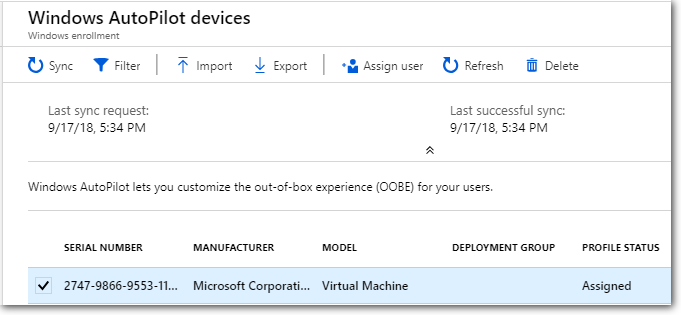 Windows AutoPilot devices
Windows enrollment
Sync Filter Import Export Assign user Refresh Delete
Last sync request: Last successful sync:
9/17/18, 5:34 PM 9/17/18, 5:34 PM
Windows AutoPilot lets you customize the out-of-box experience (OOBE) for your users.
SERIAL NUMBER MANUFACTURER MODEL DEPLOYMENT GROUP PROFILE STATUS
2747-9866-9553-11... Microsoft Corporati... Virtual Machine Assigned